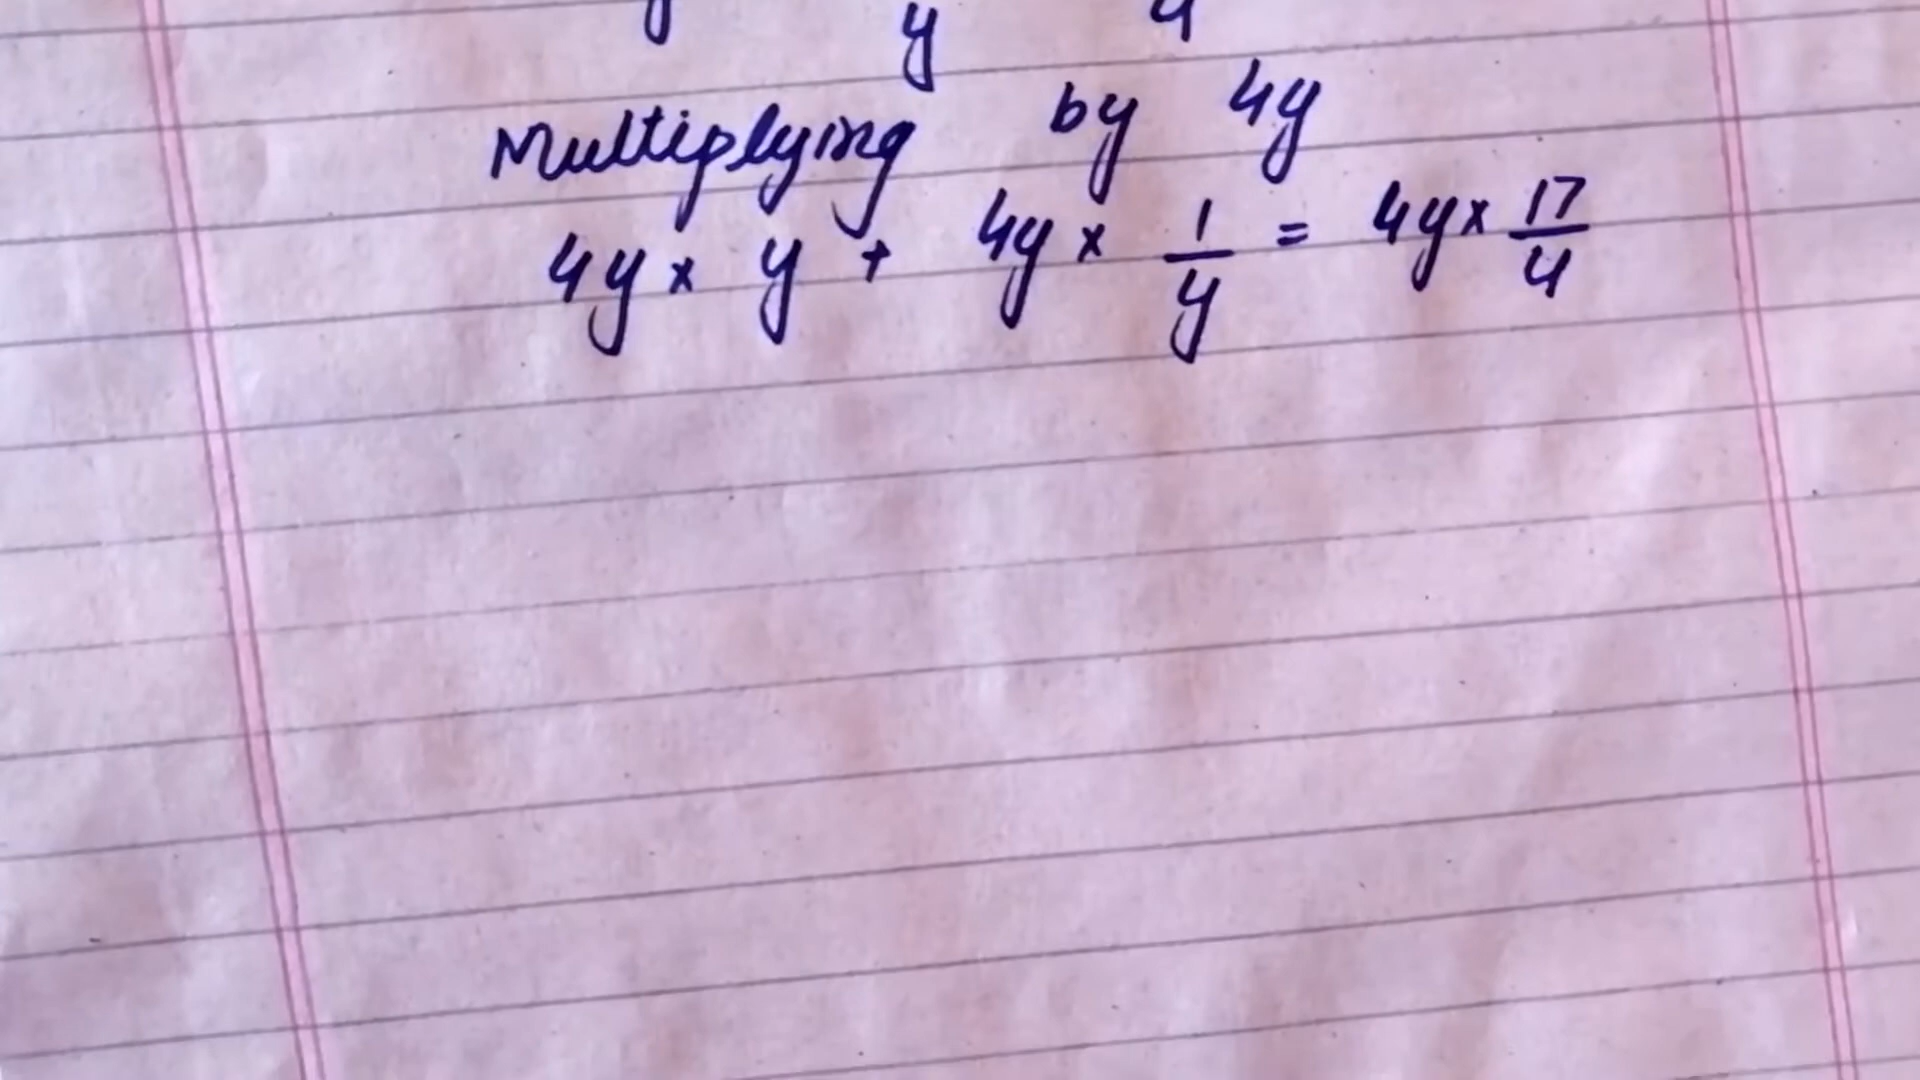 Multiplying by 4y
4y × y + 4y × 1/y = 4y × 17/4